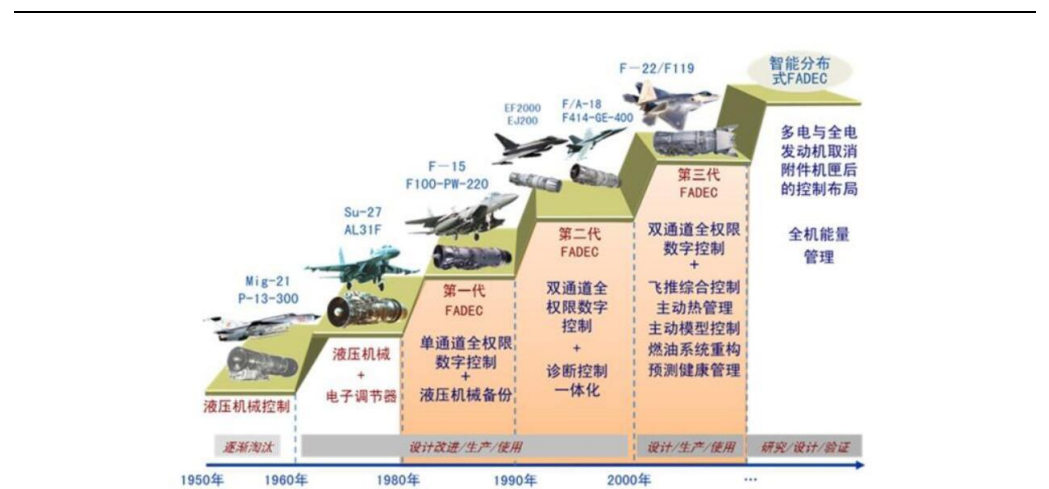 智能分布
式FADEC
F-22/F119
EF2000
EJ200
F/A-18
F414-GE-400
F-15
F100-PW-220
Su-27
AL31F
Mig-21
P-13-300
多电与全电
发动机取消
附件机匣后
的控制布局
全机能量
管理
第三代
FADEC
双通道全权限
数字控制
+
飞推综合控制
主动热管理
主动模型控制
燃油系统重构
预测健康管理
第二代
FADEC
双通道全
权限数字
控制
+
诊断控制
一体化
第一代
FADEC
单通道全权限
数字控制
+
液压机械备份
液压机械
+
电子调节器
液压机械控制
逐渐淘汰
设计改进/生产/使用
设计/生产/使用
研究/设计/验证
1950年
1960年
1980年
1990年
2000年
...